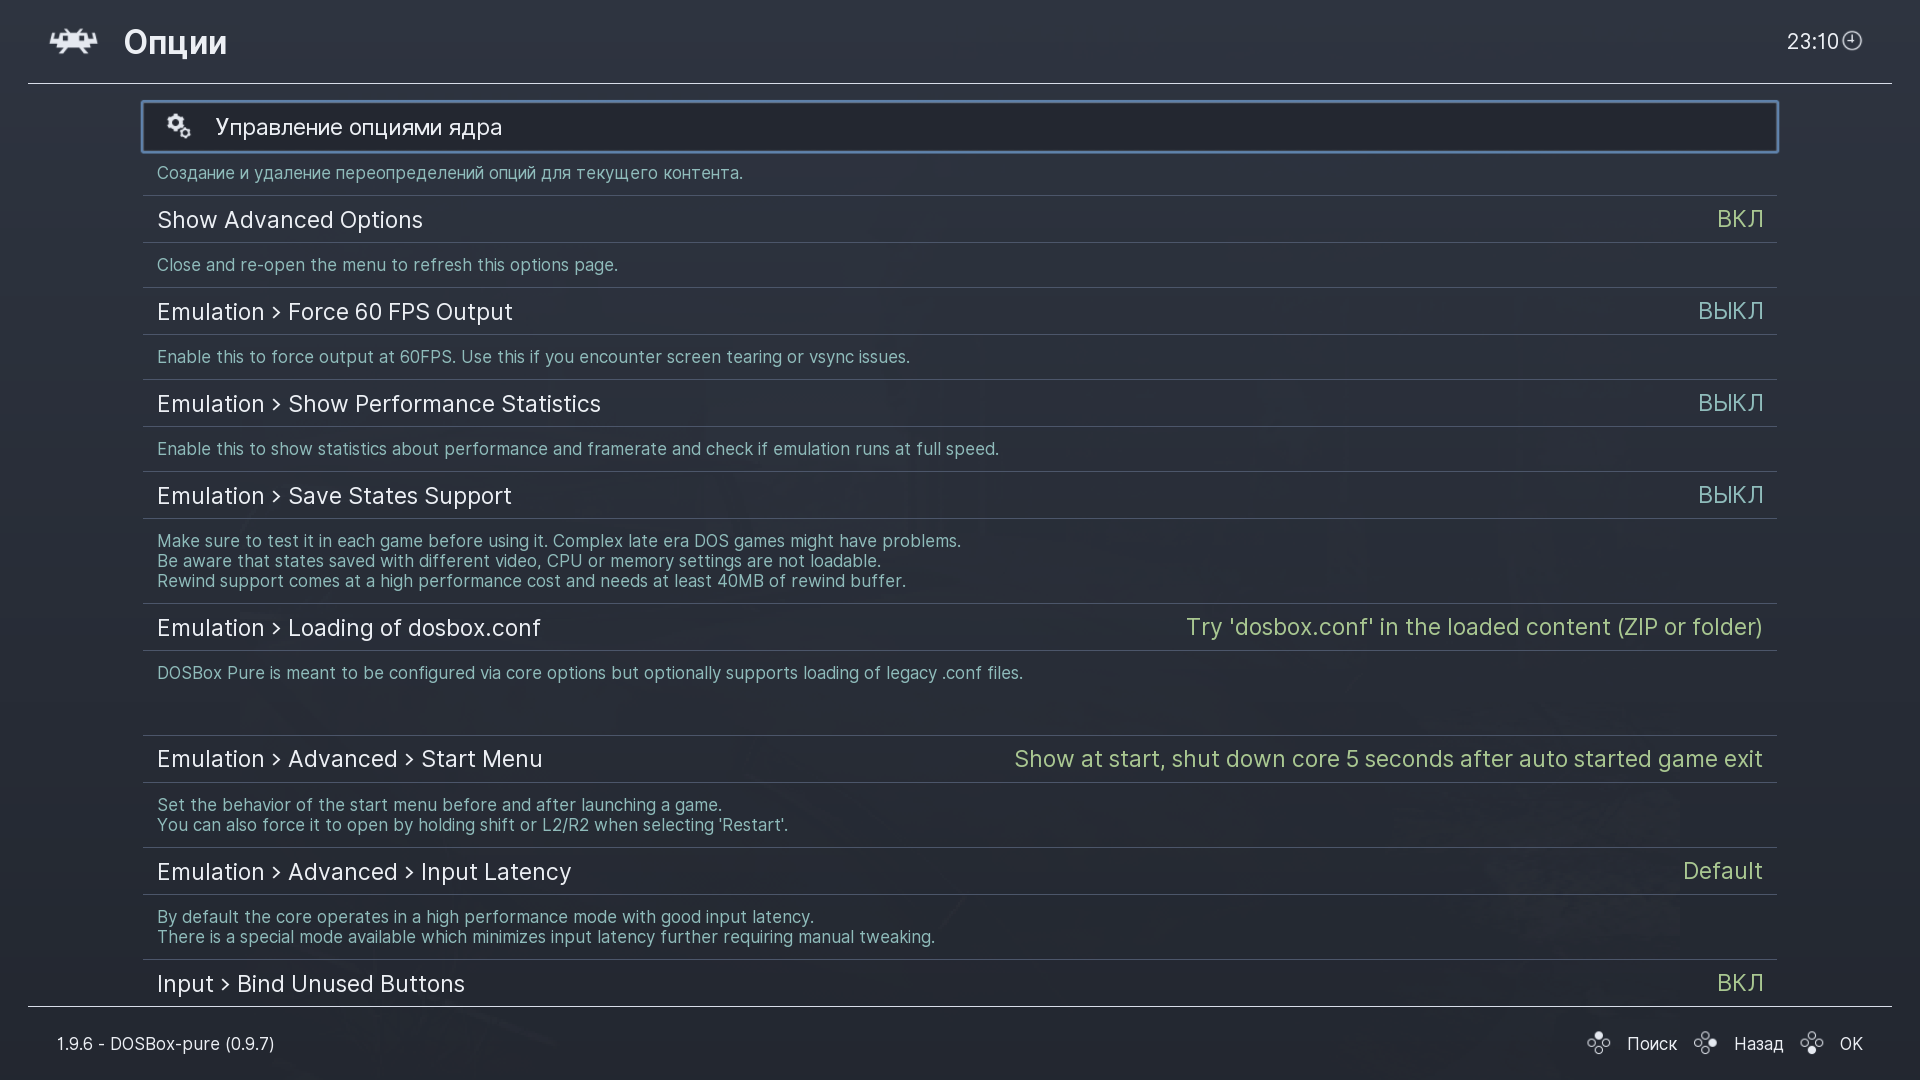 Опции
23:10
Управление опциями ядра
Создание и удаление переопределений опций для текущего контента.
Show Advanced Options ВКЛ
Close and re-open the menu to refresh this options page.
Emulation > Force 60 FPS Output ВЫКЛ
Enable this to force output at 60FPS. Use this if you encounter screen tearing or vsync issues.
Emulation > Show Performance Statistics ВЫКЛ
Enable this to show statistics about performance and framerate and check if emulation runs at full speed.
Emulation > Save States Support ВЫКЛ
Make sure to test it in each game before using it. Complex late era DOS games might have problems.
Be aware that states saved with different video, CPU or memory settings are not loadable.
Rewind support comes at a high performance cost and needs at least 40MB of rewind buffer.
Emulation > Loading of dosbox.conf Try 'dosbox.conf' in the loaded content (ZIP or folder)
DOSBox Pure is meant to be configured via core options but optionally supports loading of legacy .conf files.
Emulation > Advanced > Start Menu Show at start, shut down core 5 seconds after auto started game exit
Set the behavior of the start menu before and after launching a game.
You can also force it to open by holding shift or L2/R2 when selecting 'Restart'.
Emulation > Advanced > Input Latency Default
By default the core operates in a high performance mode with good input latency.
There is a special mode available which minimizes input latency further requiring manual tweaking.
Input > Bind Unused Buttons ВКЛ
1.9.6 - DOSBox-pure (0.9.7) Поиск Назад OK